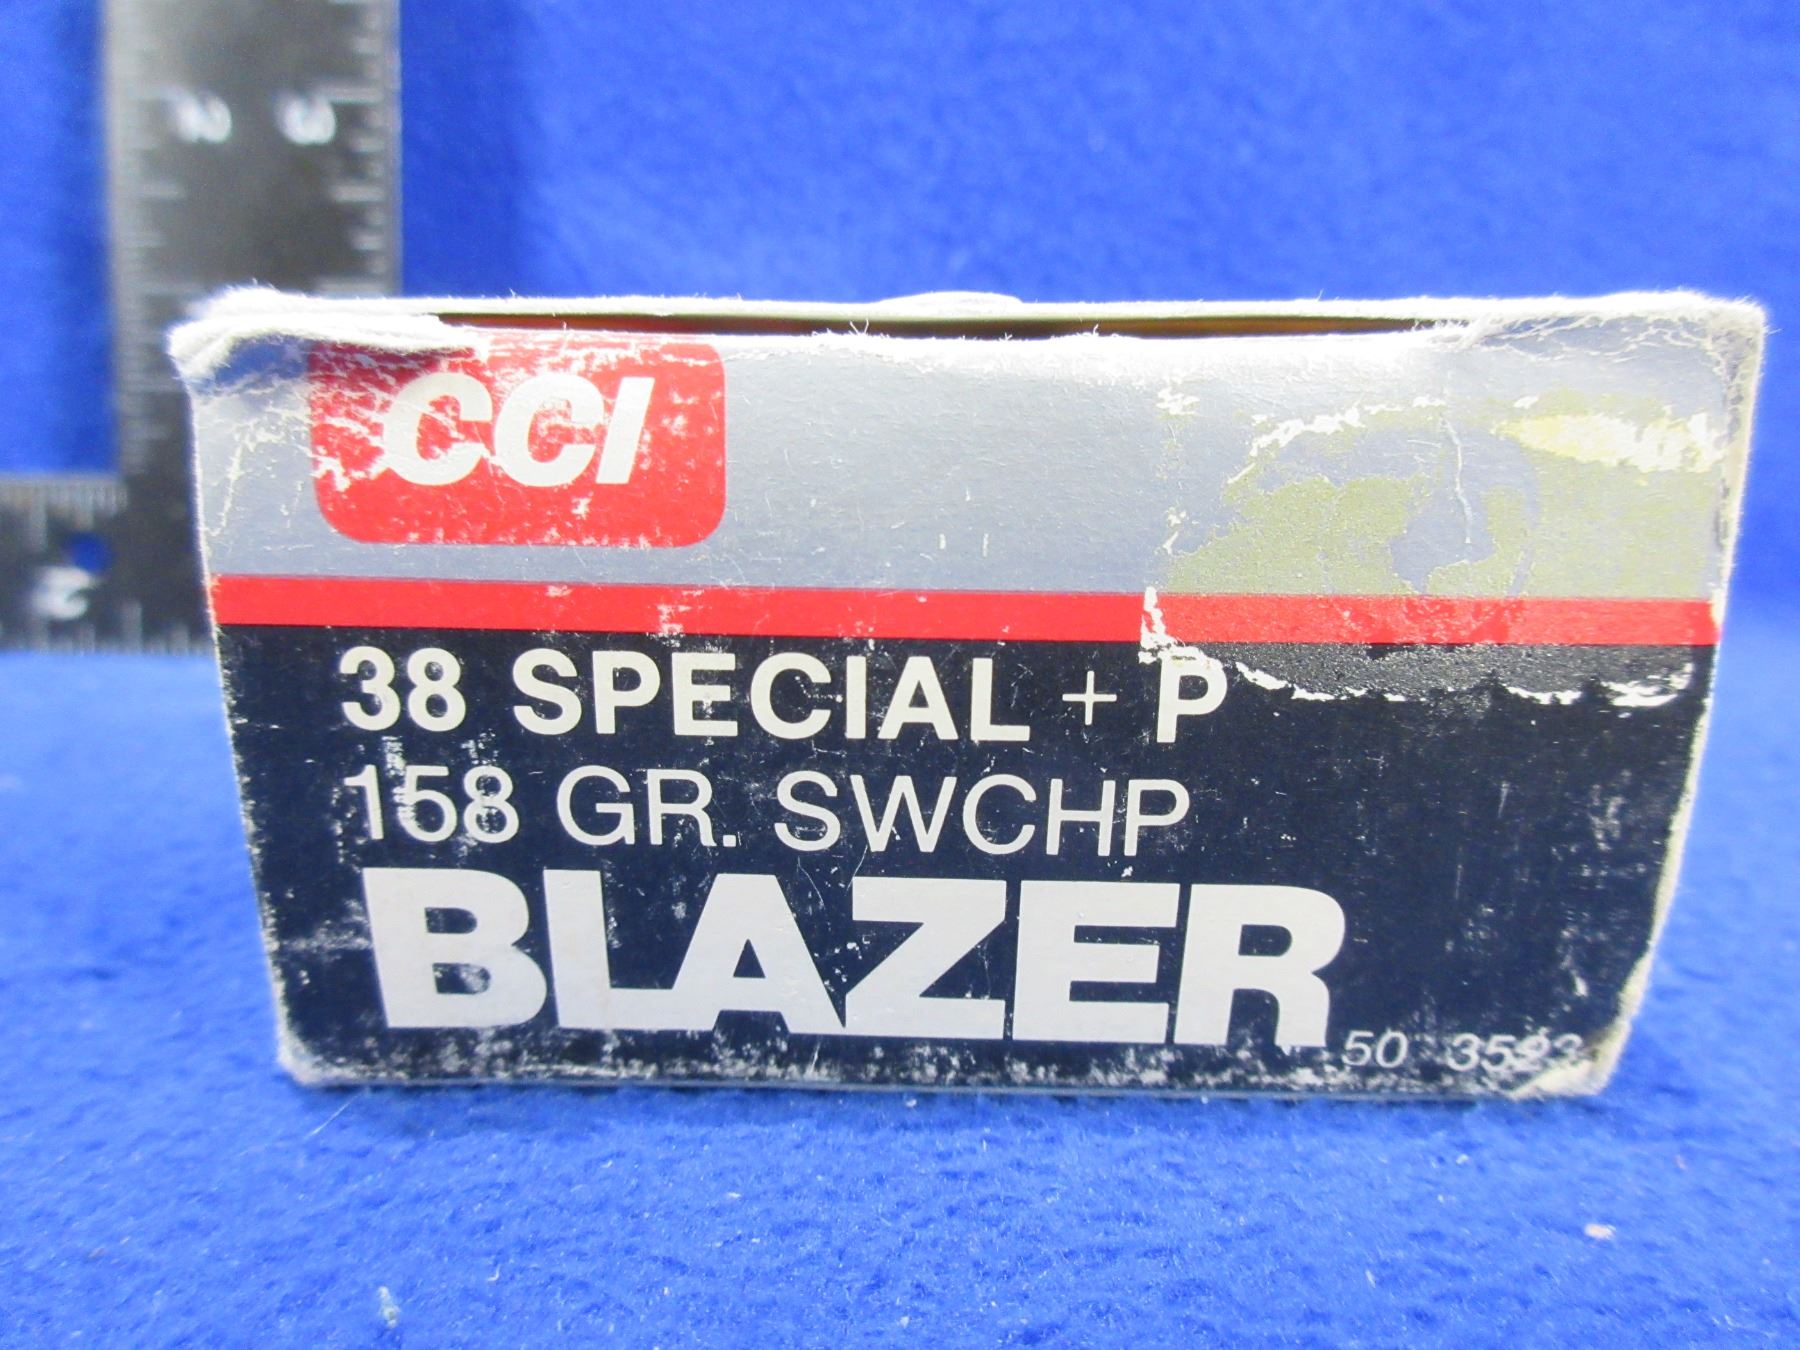 CCI
38 SPECIAL + P
158 GR. SWCHP
BLAZER
50